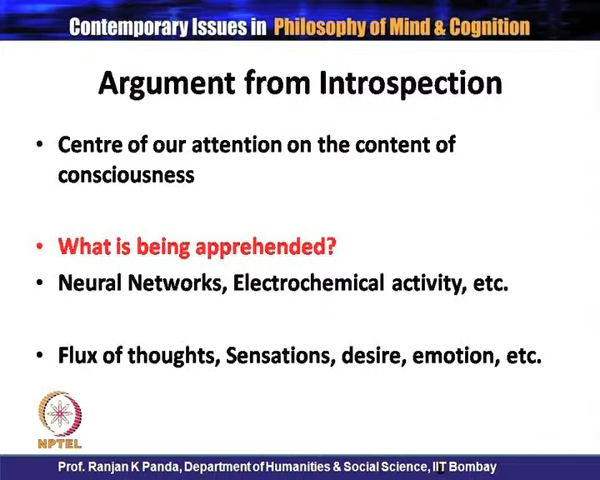 Contemporary Issues in Philosophy of Mind & Cognition
Argument from Introspection
• Centre of our attention on the content of
consciousness
• What is being apprehended?
• Neural Networks, Electrochemical activity, etc.
• Flux of thoughts, Sensations, desire, emotion, etc.
NPTEL
Prof. Ranjan K Panda, Department of Humanities & Social Science, IIT Bombay